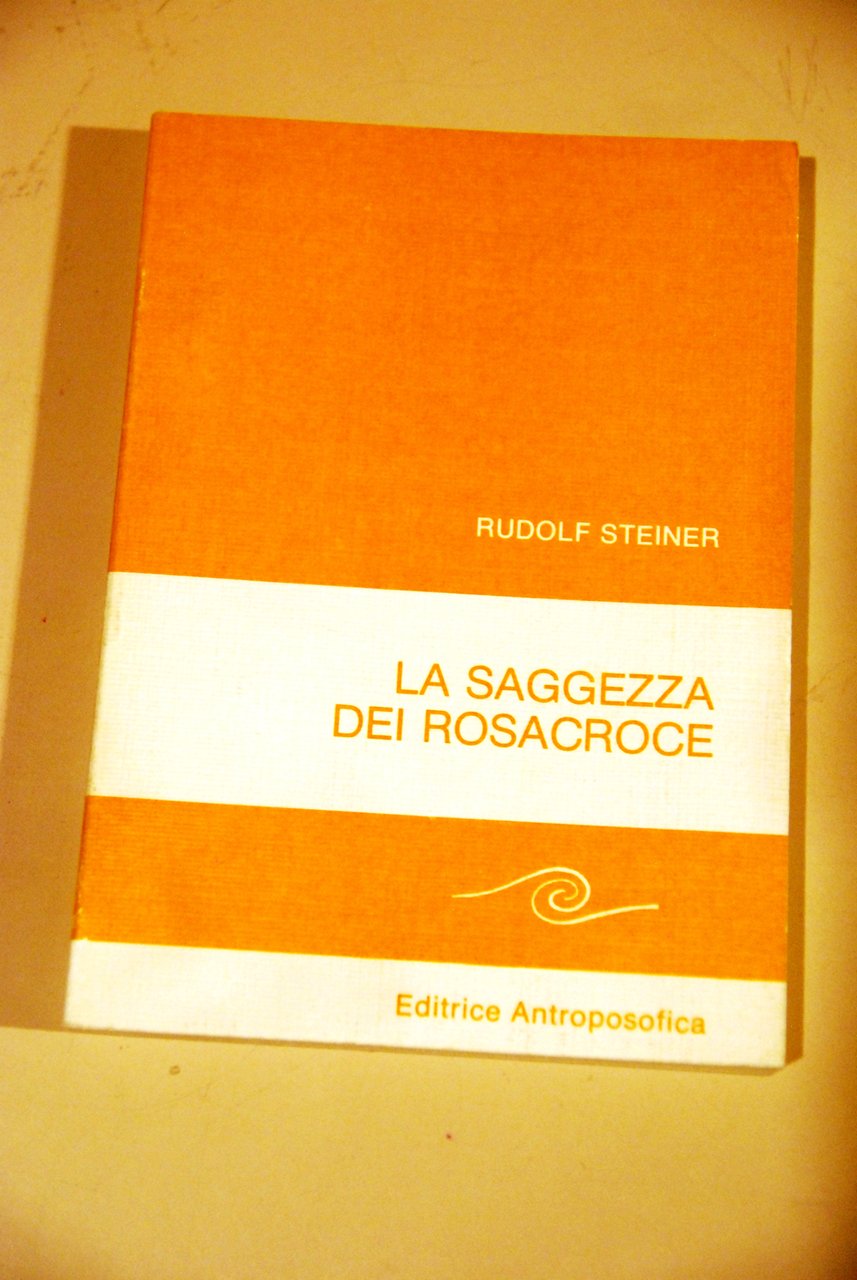 RUDOLF STEINER
LA SAGGEZZA
DEI ROSACROCE
Editrice Antroposofica